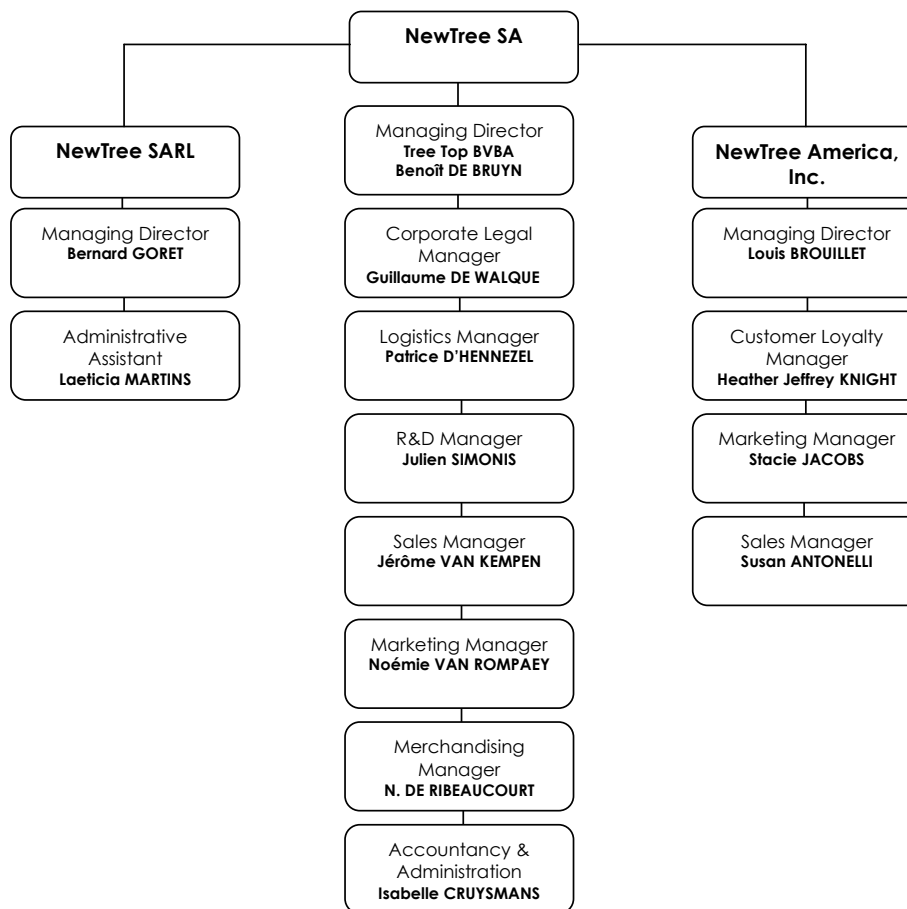 NewTree SA
NewTree SARL
Managing Director
Bernard GORET
Administrative
Assistant
Laeticia MARTINS
Managing Director
Tree Top BVBA
Benoît DE BRUYN
Corporate Legal
Manager
Guillaume DE WALQUE
Logistics Manager
Patrice D’HENNEZEL
R&D Manager
Julien SIMONIS
Sales Manager
Jérôme VAN KEMPEN
Marketing Manager
Noémie VAN ROMPAEY
Merchandising
Manager
N. DE RIBEAUCOURT
Accountancy &
Administration
Isabelle CRUYSMANS
NewTree America,
Inc.
Managing Director
Louis BROUILLET
Customer Loyalty
Manager
Heather Jeffrey KNIGHT
Marketing Manager
Stacie JACOBS
Sales Manager
Susan ANTONELLI